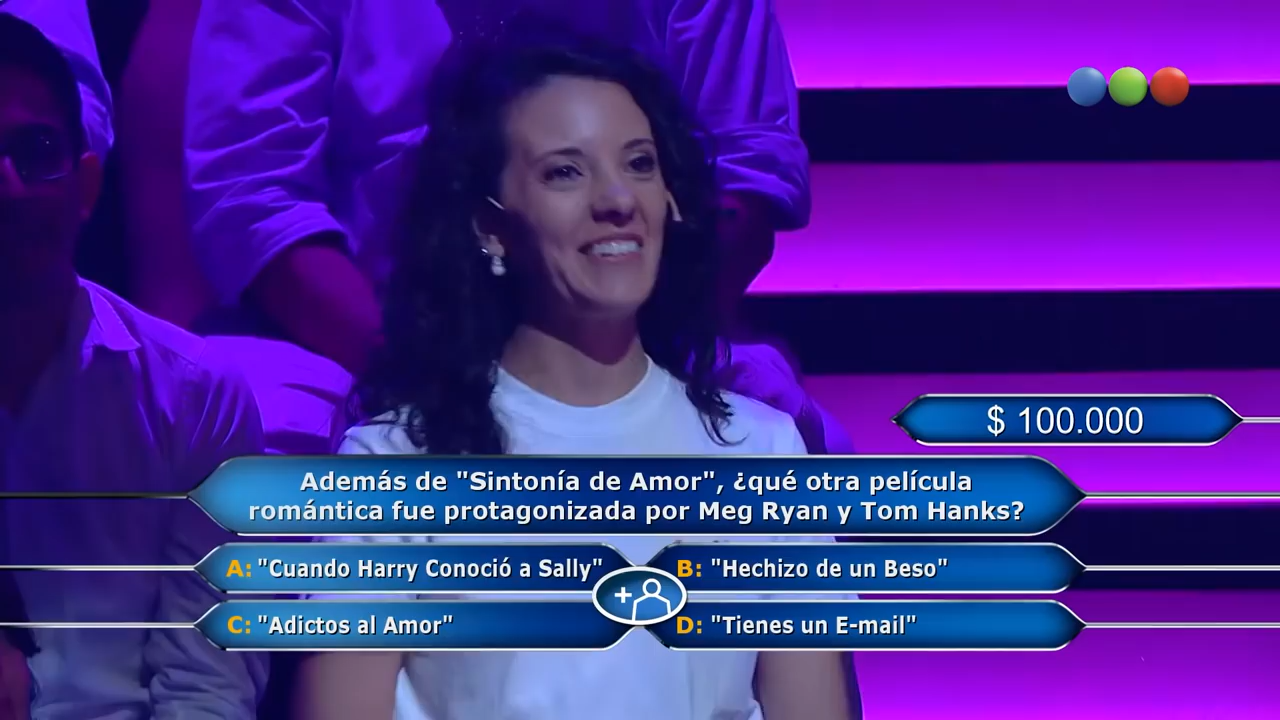 $ 100.000
Además de "Sintonía de Amor", ¿qué otra película
romántica fue protagonizada por Meg Ryan y Tom Hanks?
A: "Cuando Harry Conoció a Sally"
B: "Hechizo de un Beso"
C: "Adictos al Amor"
D: "Tienes un E-mail"